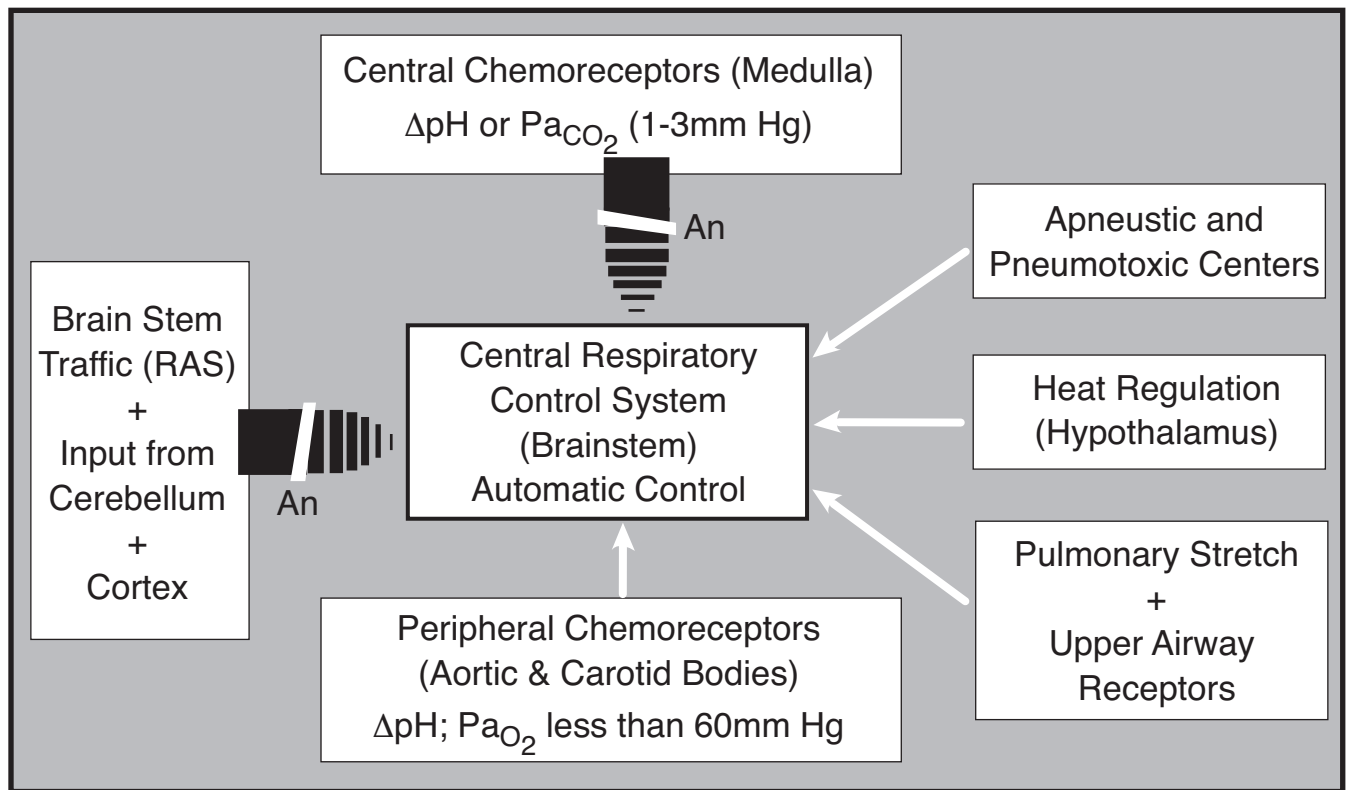 Central Chemoreceptors (Medulla)
ΔpH or PaCO2 (1-3mm Hg)
An
Apneustic and
Pneumotoxic Centers
Brain Stem
Traffic (RAS)
+
Input from
Cerebellum
+
Cortex
An
Central Respiratory
Control System
(Brainstem)
Automatic Control
Heat Regulation
(Hypothalamus)
Pulmonary Stretch
+
Upper Airway
Receptors
Peripheral Chemoreceptors
(Aortic & Carotid Bodies)
ΔpH; PaO2 less than 60mm Hg